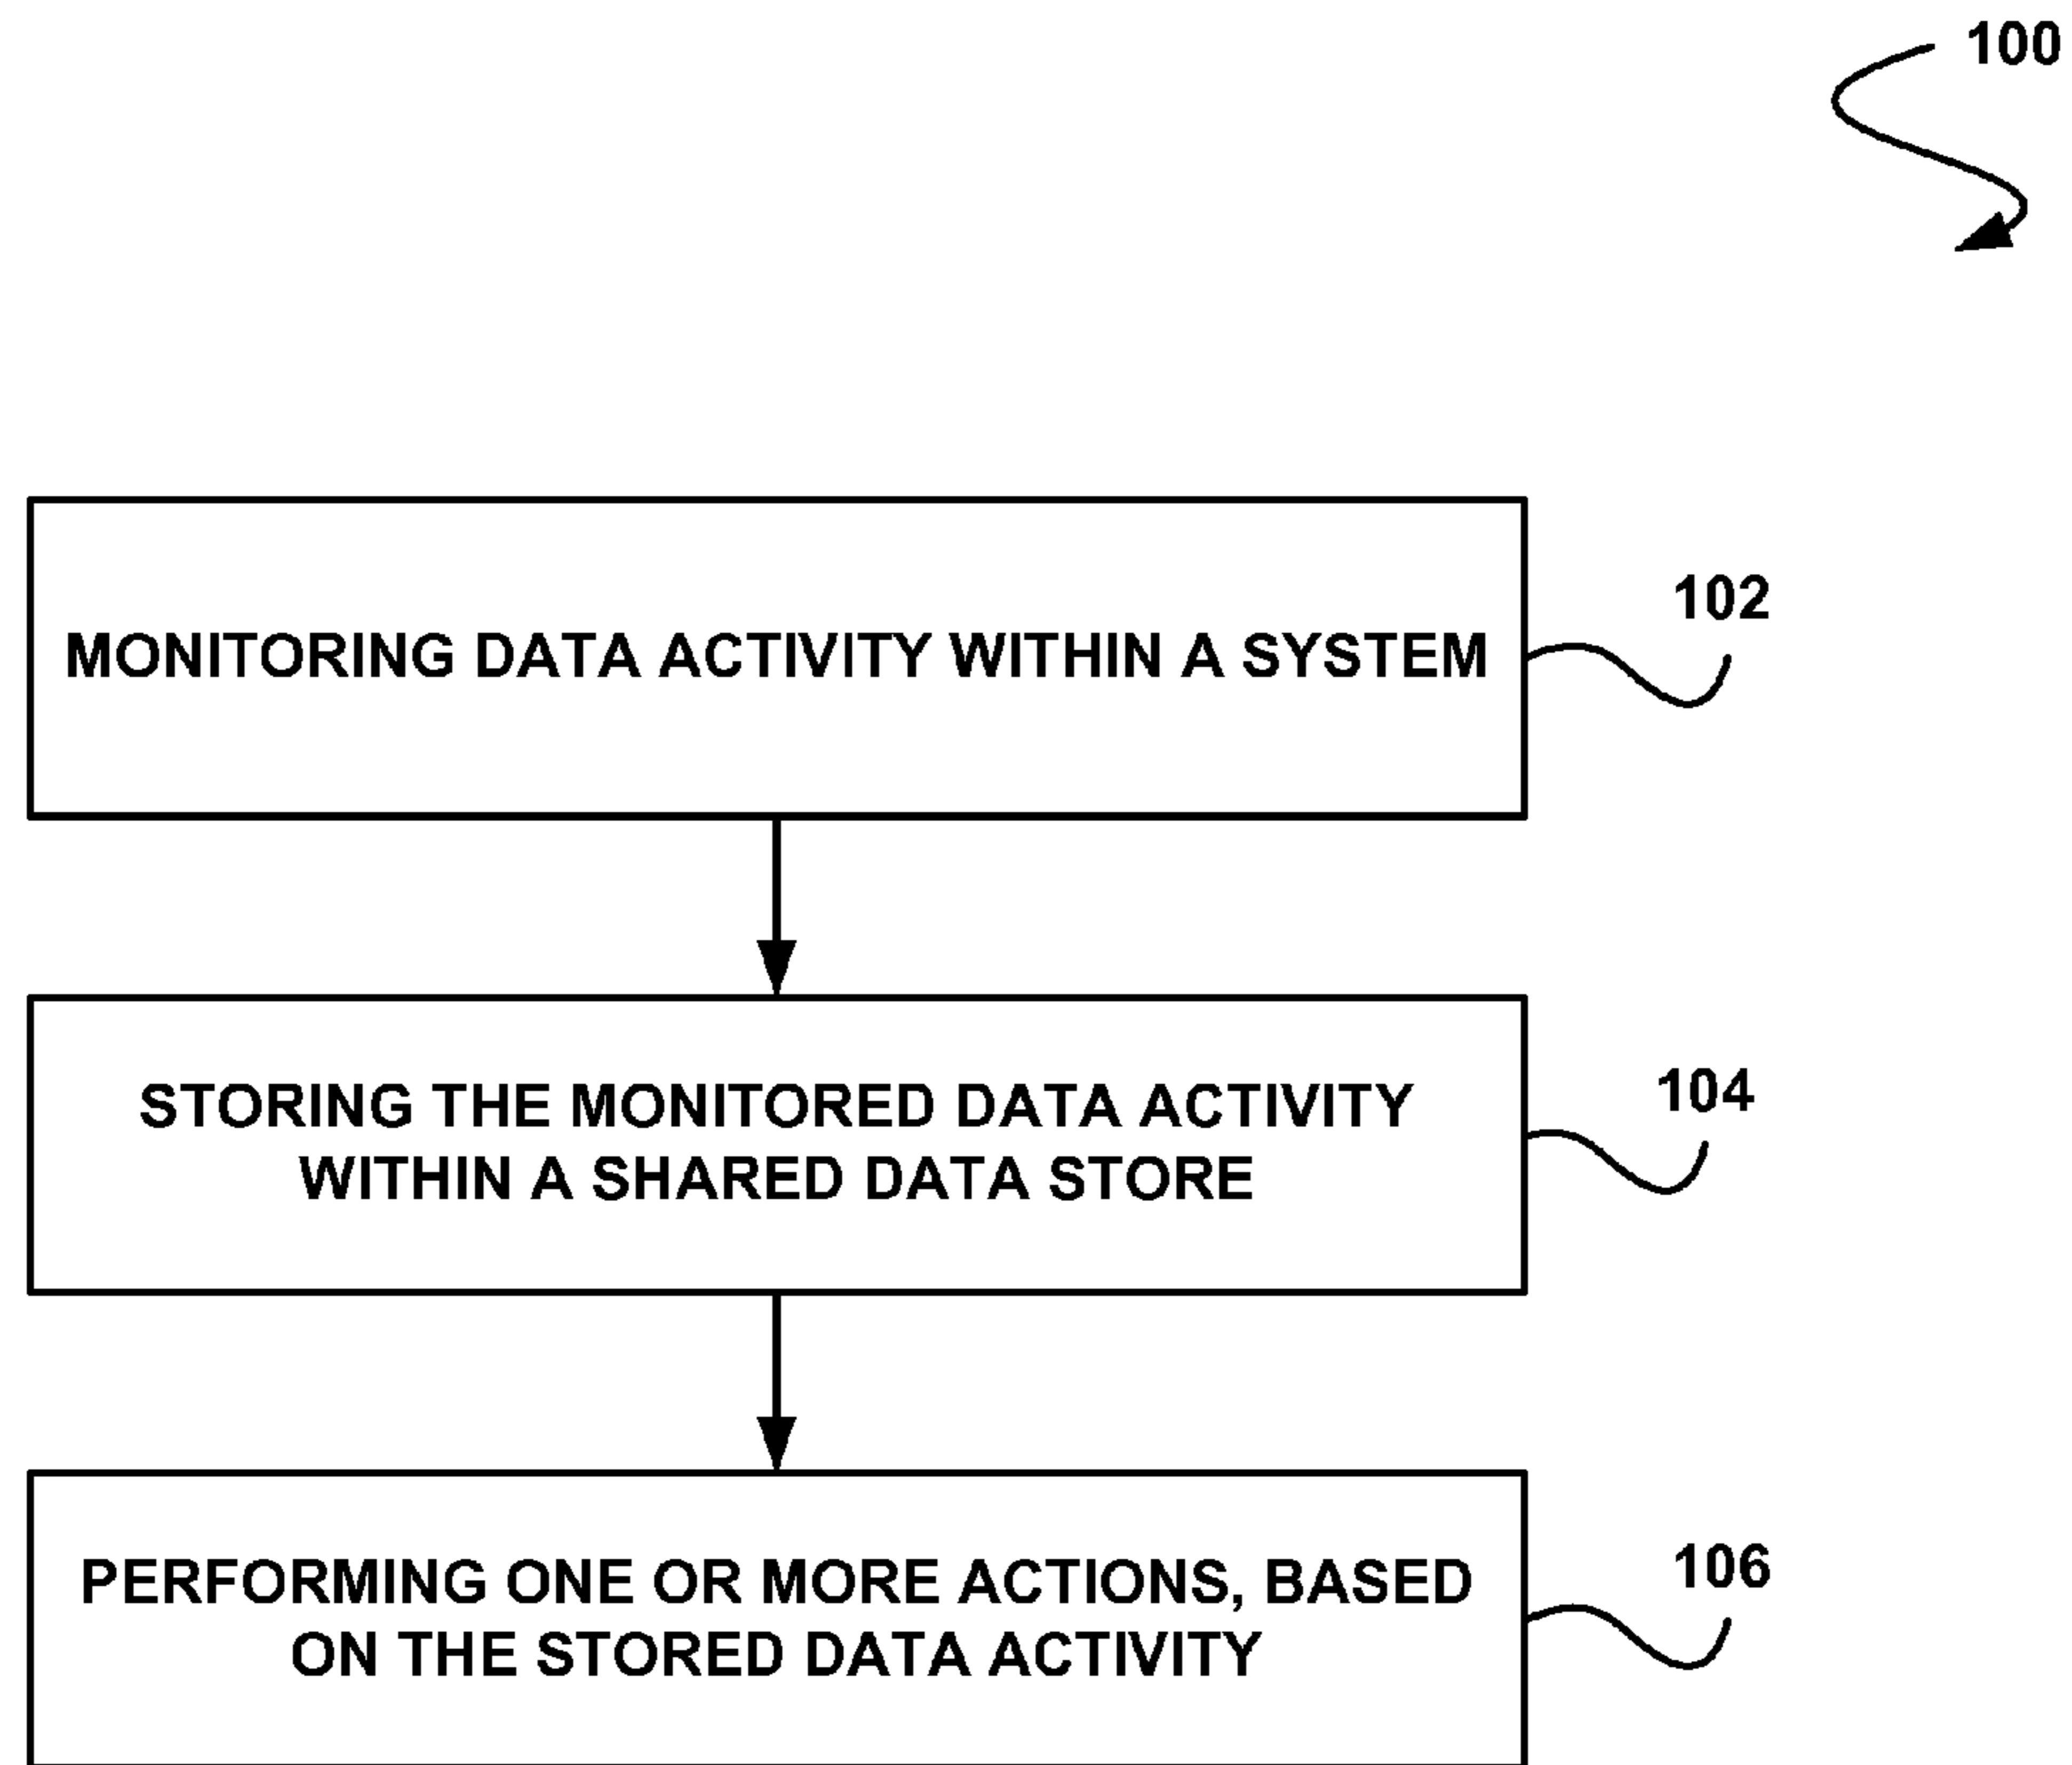 100
MONITORING DATA ACTIVITY WITHIN A SYSTEM
102
STORING THE MONITORED DATA ACTIVITY
WITHIN A SHARED DATA STORE
104
PERFORMING ONE OR MORE ACTIONS, BASED
ON THE STORED DATA ACTIVITY
106